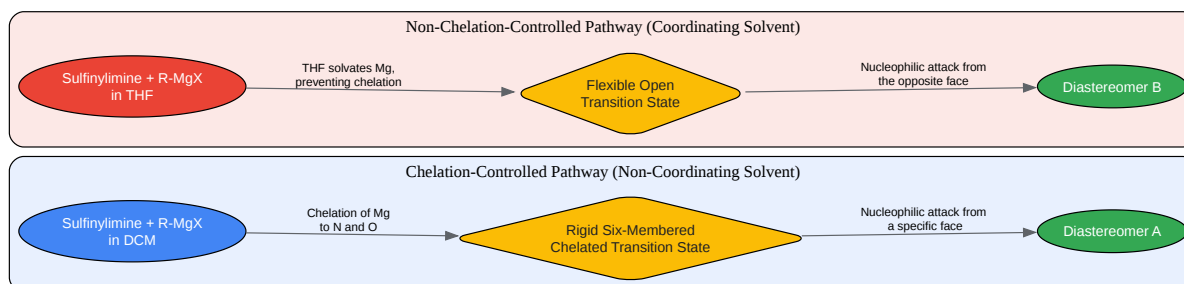 Non-Chelation-Controlled Pathway (Coordinating Solvent)
Sulfinylimine + R-MgX
in THF
THF solvates Mg,
preventing chelation
Flexible Open
Transition State
Nucleophilic attack from
the opposite face
Diastereomer B
Chelation-Controlled Pathway (Non-Coordinating Solvent)
Sulfinylimine + R-MgX
in DCM
Chelation of Mg
to N and O
Rigid Six-Membered
Chelated Transition State
Nucleophilic attack from
a specific face
Diastereomer A